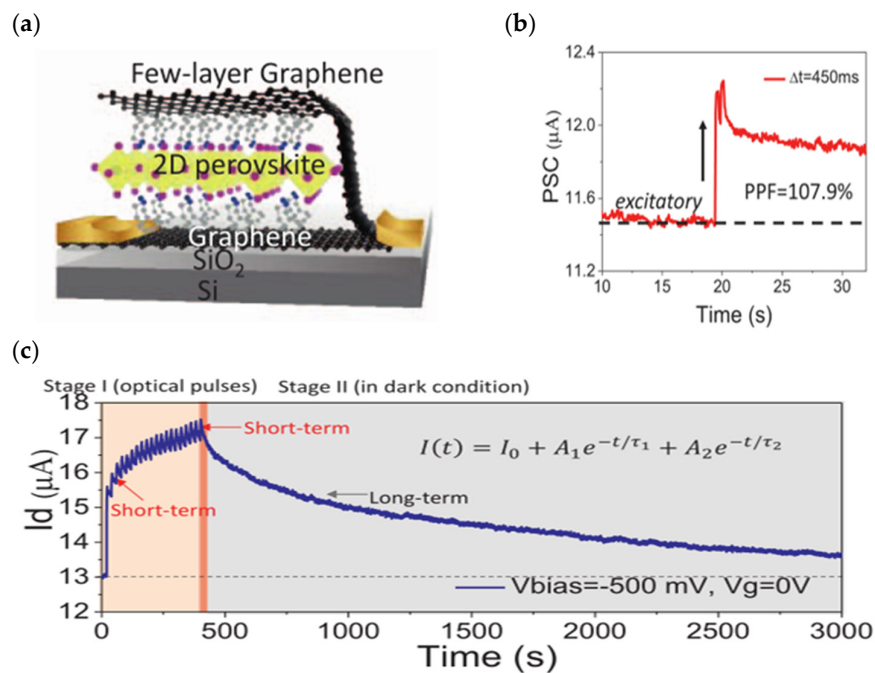 (a)
Few-layer Graphene
2D perovskite
Graphene
SiO2
Si
(b)
12.4
12.0
11.6
11.2
PSC (μA)
Δt=450ms
excitatory
PPF=107.9%
10 15 20 25 30
Time (s)
(c)
Stage I (optical pulses) Stage II (in dark condition)
18
17
16
15
14
13
12
Id (μA)
Short-term
Short-term
I(t) = I₀ + A₁e^{-t/τ₁} + A₂e^{-t/τ₂}
Long-term
Vbias=-500 mV, Vg=0V
0 500 1000 1500 2000 2500 3000
Time (s)